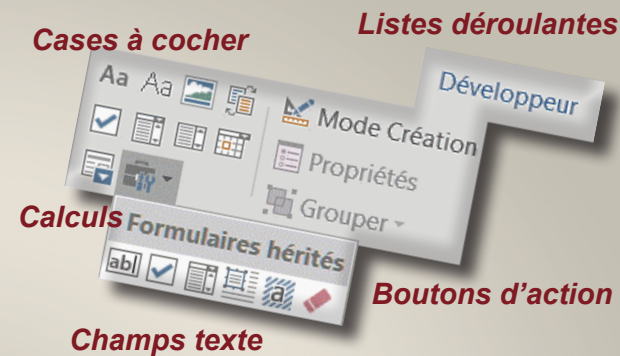 Listes déroulantes
Cases à cocher
Développeur
Aa Aa
Mode Création
Propriétés
Grouper
Calculs
Formulaires hérités
abl
a
Boutons d’action
Champs texte